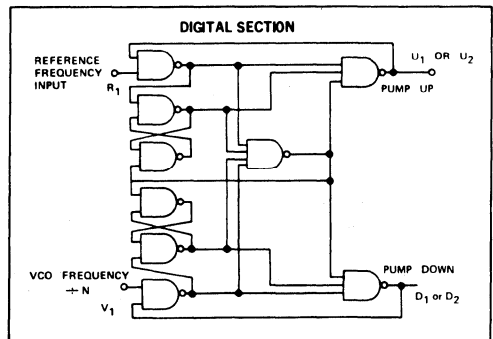 DIGITAL SECTION
REFERENCE
FREQUENCY
INPUT
R1
U1 OR U2
PUMP UP
VCO FREQUENCY
÷ N
V1
PUMP DOWN
D1 or D2